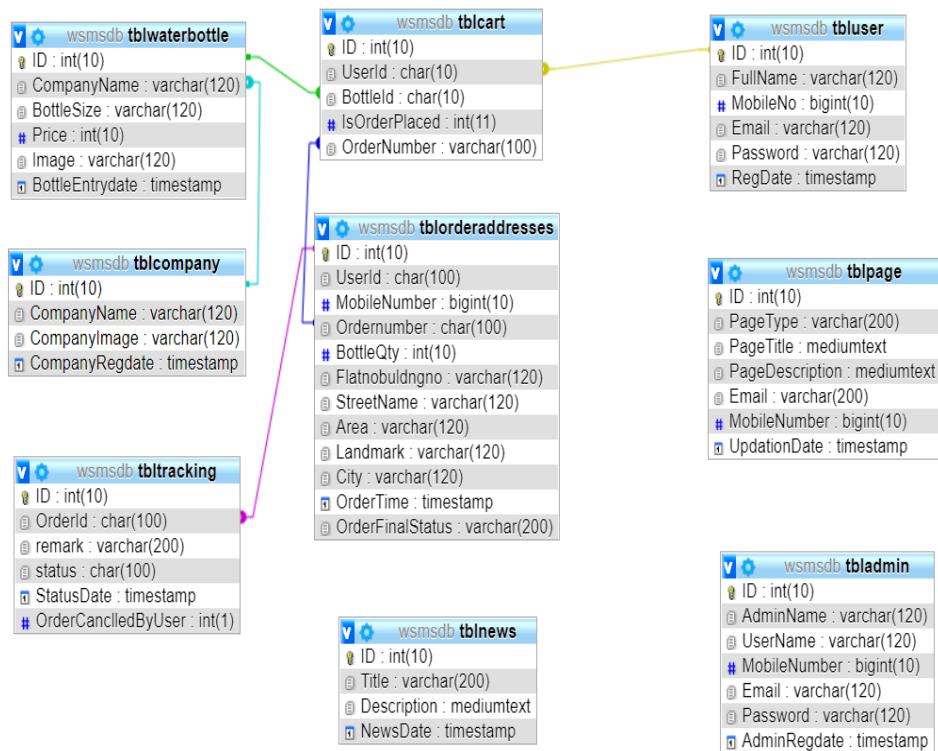 wsmsdb tblwaterbottle
ID : int(10)
CompanyName : varchar(120)
BottleSize : varchar(120)
# Price : int(10)
Image : varchar(120)
BottleEntrydate : timestamp
wsmsdb tblcart
ID : int(10)
UserId : char(10)
BottleId : char(10)
# IsOrderPlaced : int(11)
OrderNumber : varchar(100)
wsmsdb tbluser
ID : int(10)
FullName : varchar(120)
# MobileNo : bigint(10)
Email : varchar(120)
Password : varchar(120)
RegDate : timestamp
wsmsdb tblcompany
ID : int(10)
CompanyName : varchar(120)
CompanyImage : varchar(120)
CompanyRegdate : timestamp
wsmsdb tblorderaddresses
ID : int(10)
UserId : char(100)
# MobileNumber : bigint(10)
Ordernumber : char(100)
# BottleQty : int(10)
Flatnobuldngno : varchar(120)
StreetName : varchar(120)
Area : varchar(120)
Landmark : varchar(120)
City : varchar(120)
OrderTime : timestamp
OrderFinalStatus : varchar(200)
wsmsdb tblpage
ID : int(10)
PageType : varchar(200)
PageTitle : mediumtext
PageDescription : mediumtext
Email : varchar(200)
# MobileNumber : bigint(10)
UpdationDate : timestamp
wsmsdb tbltracking
ID : int(10)
OrderId : char(100)
remark : varchar(200)
status : char(100)
StatusDate : timestamp
# OrderCanclledByUser : int(1)
wsmsdb tblnews
ID : int(10)
Title : varchar(200)
Description : mediumtext
NewsDate : timestamp
wsmsdb tbladmin
ID : int(10)
AdminName : varchar(120)
UserName : varchar(120)
# MobileNumber : bigint(10)
Email : varchar(120)
Password : varchar(120)
AdminRegdate : timestamp